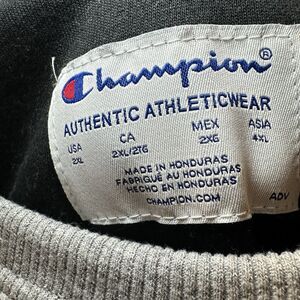 Champion®
AUTHENTIC ATHLETICWEAR
USA CA MEX ASIA
2XL 2XL/2TG 2XG 4XL
MADE IN HONDURAS
FABRIQUÉ AU HONDURAS
HECHO EN HONDURAS
CHAMPION.COM
ADV